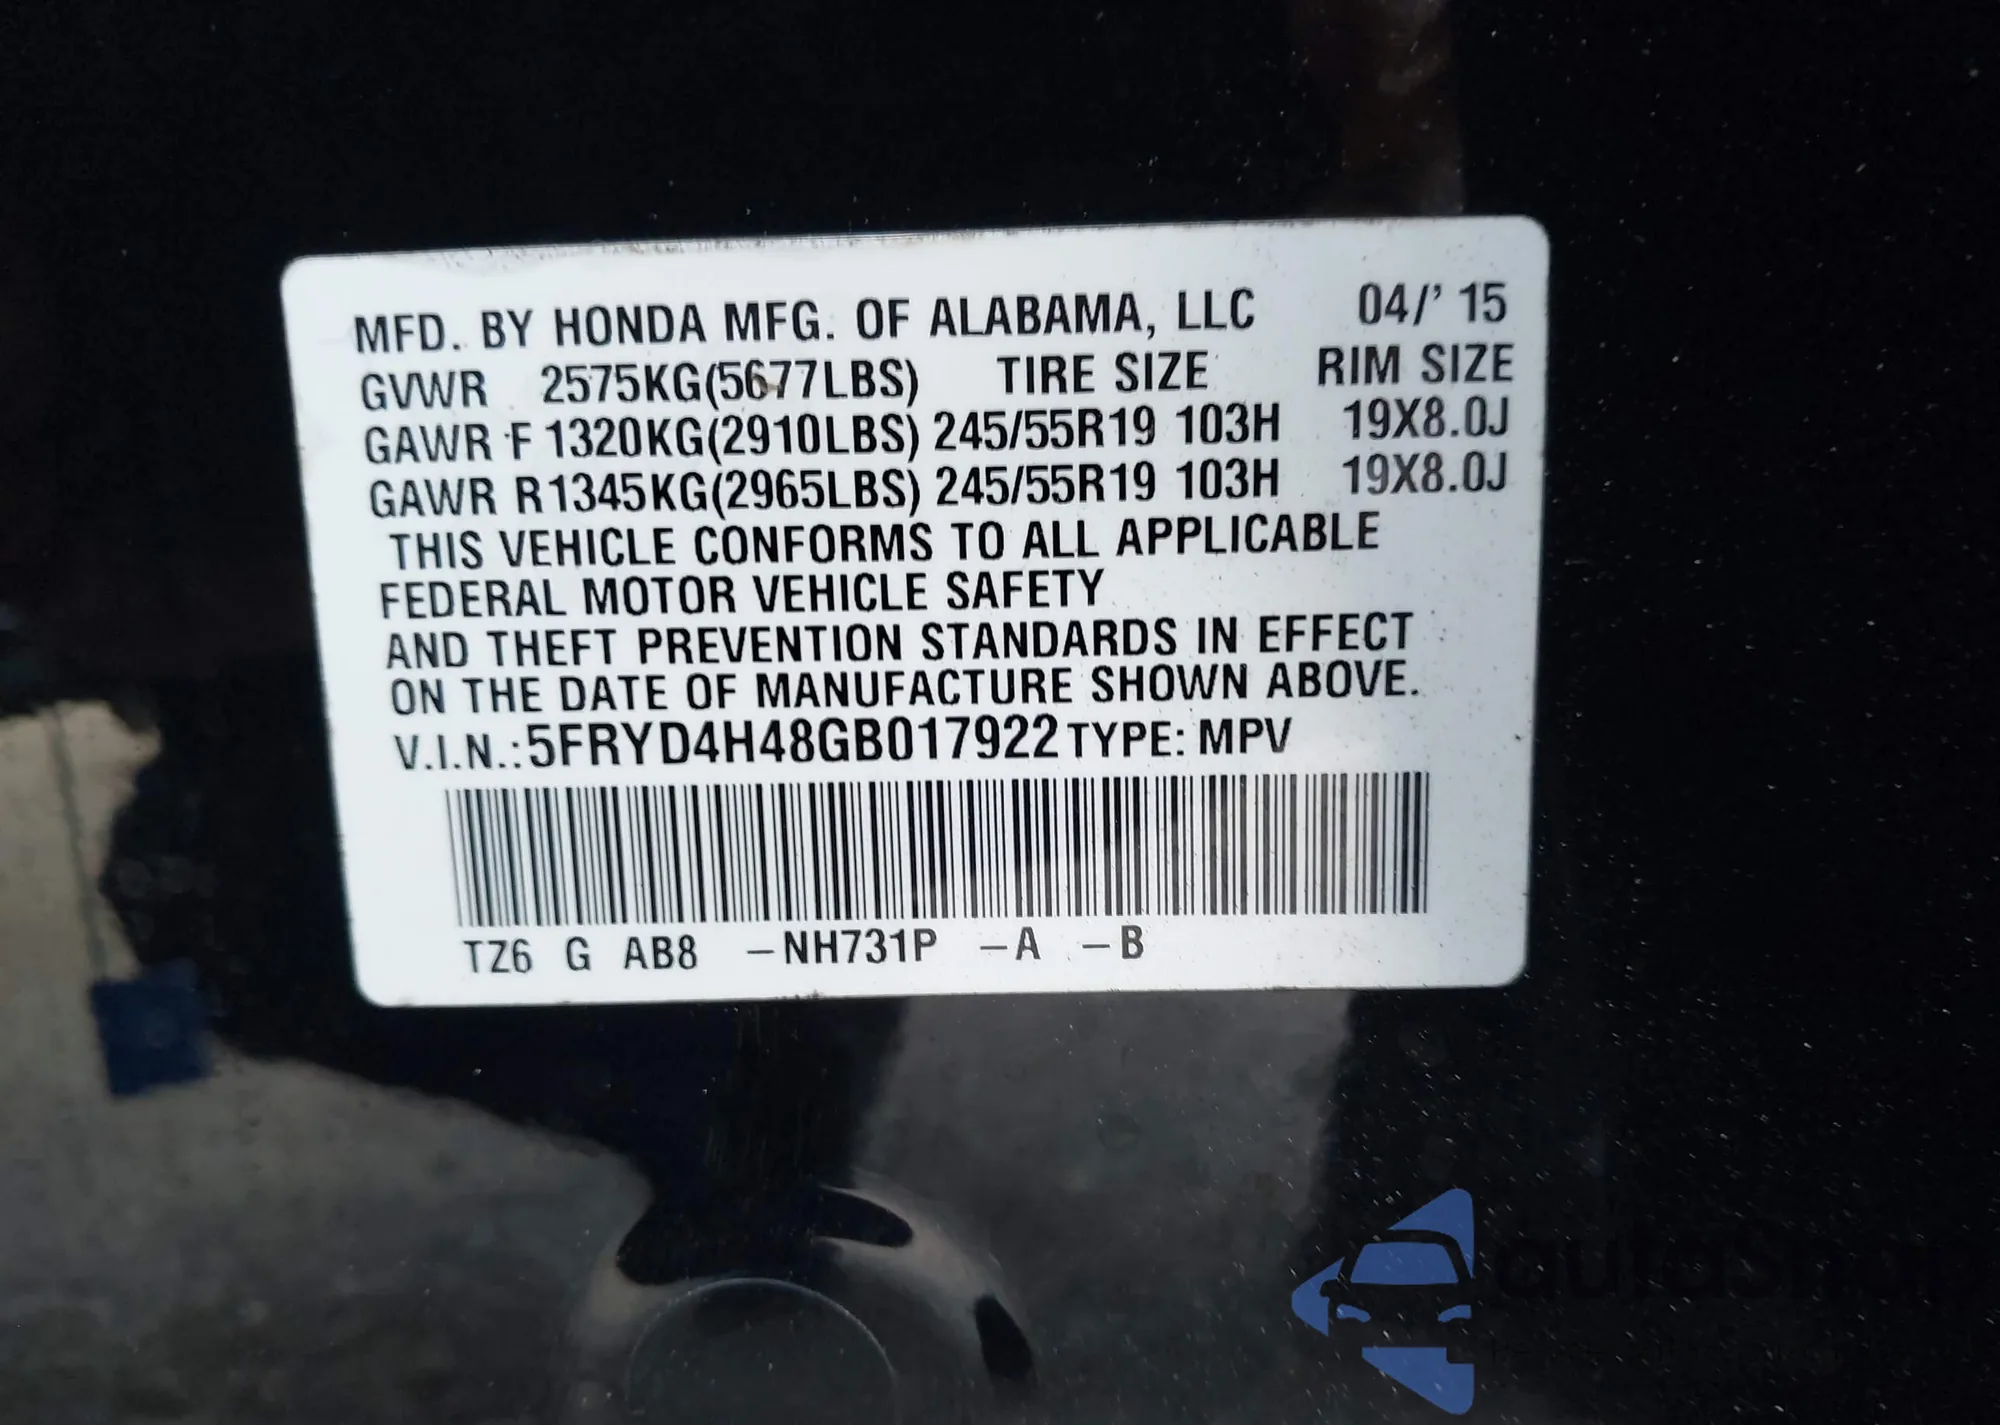 MFD. BY HONDA MFG. OF ALABAMA, LLC 04/' 15
GVWR 2575KG(5677LBS) TIRE SIZE RIM SIZE
GAWR F 1320KG(2910LBS) 245/55R19 103H 19X8.0J
GAWR R1345KG(2965LBS) 245/55R19 103H 19X8.0J
THIS VEHICLE CONFORMS TO ALL APPLICABLE
FEDERAL MOTOR VEHICLE SAFETY
AND THEFT PREVENTION STANDARDS IN EFFECT
ON THE DATE OF MANUFACTURE SHOWN ABOVE.
V.I.N.:5FRYD4H48GB017922 TYPE: MPV
TZ6 G AB8 -NH731P -A -B